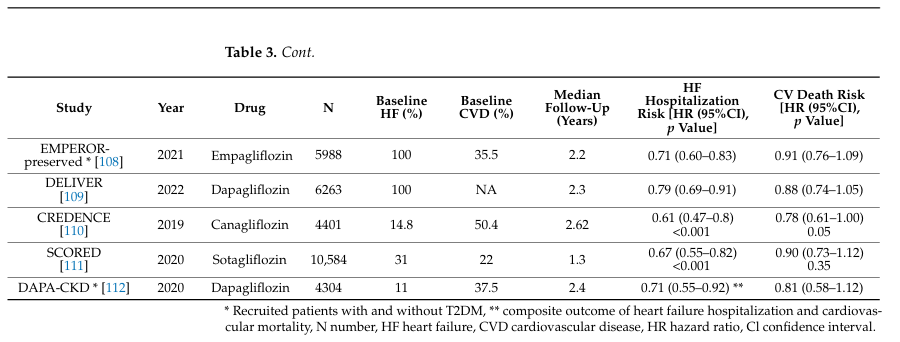 Table 3. Cont.
Study Year Drug N Baseline HF (%) Baseline CVD (%) Median Follow-Up (Years) HF Hospitalization Risk [HR (95%CI), p Value] CV Death Risk [HR (95%CI), p Value]
EMPEROR-preserved * [108] 2021 Empagliflozin 5988 100 35.5 2.2 0.71 (0.60–0.83) 0.91 (0.76–1.09)
DELIVER [109] 2022 Dapagliflozin 6263 100 NA 2.3 0.79 (0.69–0.91) 0.88 (0.74–1.05)
CREDENCE [110] 2019 Canagliflozin 4401 14.8 50.4 2.62 0.61 (0.47–0.8) <0.001 0.78 (0.61–1.00) 0.05
SCORED [111] 2020 Sotagliflozin 10,584 31 22 1.3 0.67 (0.55–0.82) <0.001 0.90 (0.73–1.12) 0.35
DAPA-CKD * [112] 2020 Dapagliflozin 4304 11 37.5 2.4 0.71 (0.55–0.92) ** 0.81 (0.58–1.12)
* Recruited patients with and without T2DM, ** composite outcome of heart failure hospitalization and cardiovas-
cular mortality, N number, HF heart failure, CVD cardiovascular disease, HR hazard ratio, Cl confidence interval.